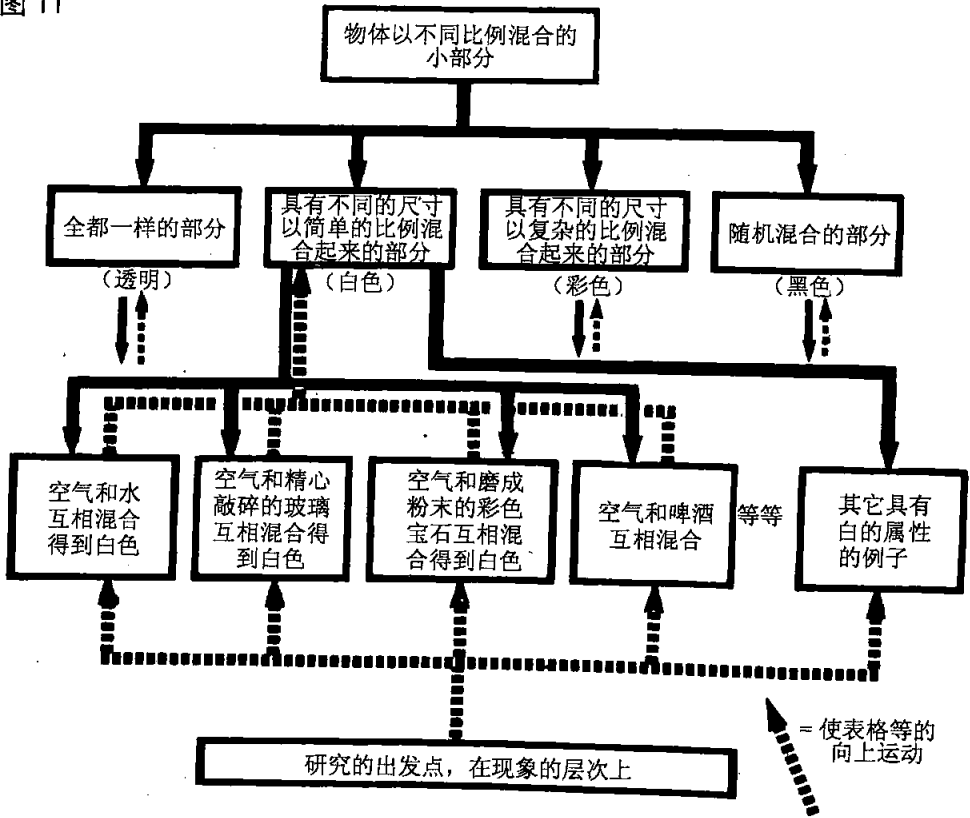 图 11
物体以不同比例混合的
小部分
全都一样的部分
(透明)
具有不同的尺寸
以简单的比例混
合起来的部分
(白色)
具有不同的尺寸
以复杂的比例混
合起来的部分
(彩色)
随机混合的部分
(黑色)
空气和水
互相混合
得到白色
空气和精心
敲碎的玻璃
互相混合得
到白色
空气和磨成
粉末的彩色
宝石互相混
合得到白色
空气和啤酒
互相混合
等等
其它具有
白的属性
的例子
=使表格等的
向上运动
研究的出发点，在现象的层次上